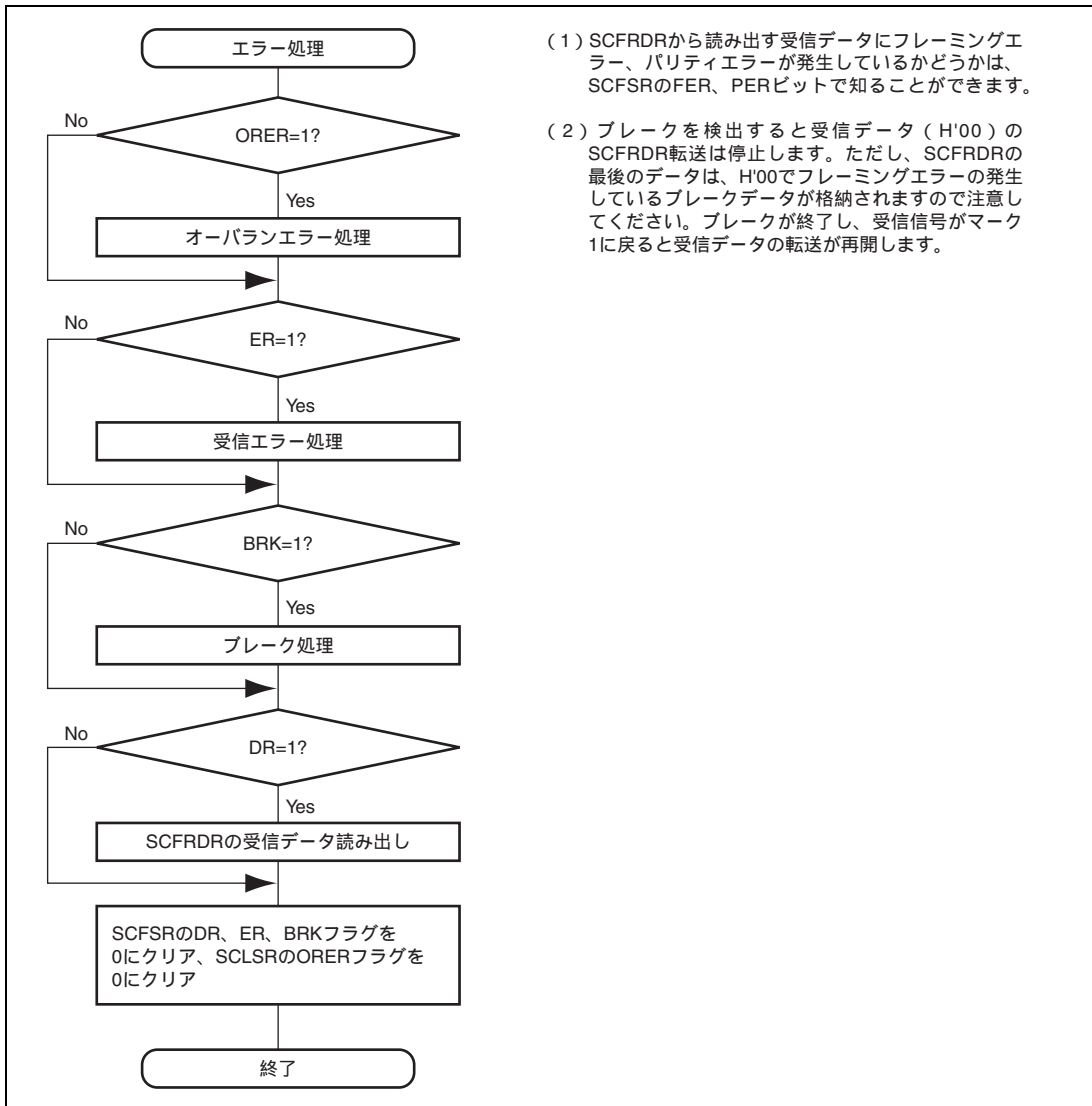 エラー処理
No
ORER=1?
Yes
オーバランエラー処理
No
ER=1?
Yes
受信エラー処理
No
BRK=1?
Yes
ブレーク処理
No
DR=1?
Yes
SCFRDRの受信データ読み出し
SCFSRのDR、ER、BRKフラグを
0にクリア、SCLSRのORERフラグを
0にクリア
終了
（1）SCFRDRから読み出す受信データにフレーミングエ
ラー、パリティエラーが発生しているかどうかは、
SCFSRのFER、PERビットで知ることができます。
（2）ブレークを検出すると受信データ（H'00）の
SCFRDR転送は停止します。ただし、SCFRDRの
最後のデータは、H'00でフレーミングエラーの発生
しているブレークデータが格納されますので注意し
てください。ブレークが終了し、受信信号がマーク
1に戻ると受信データの転送が再開します。